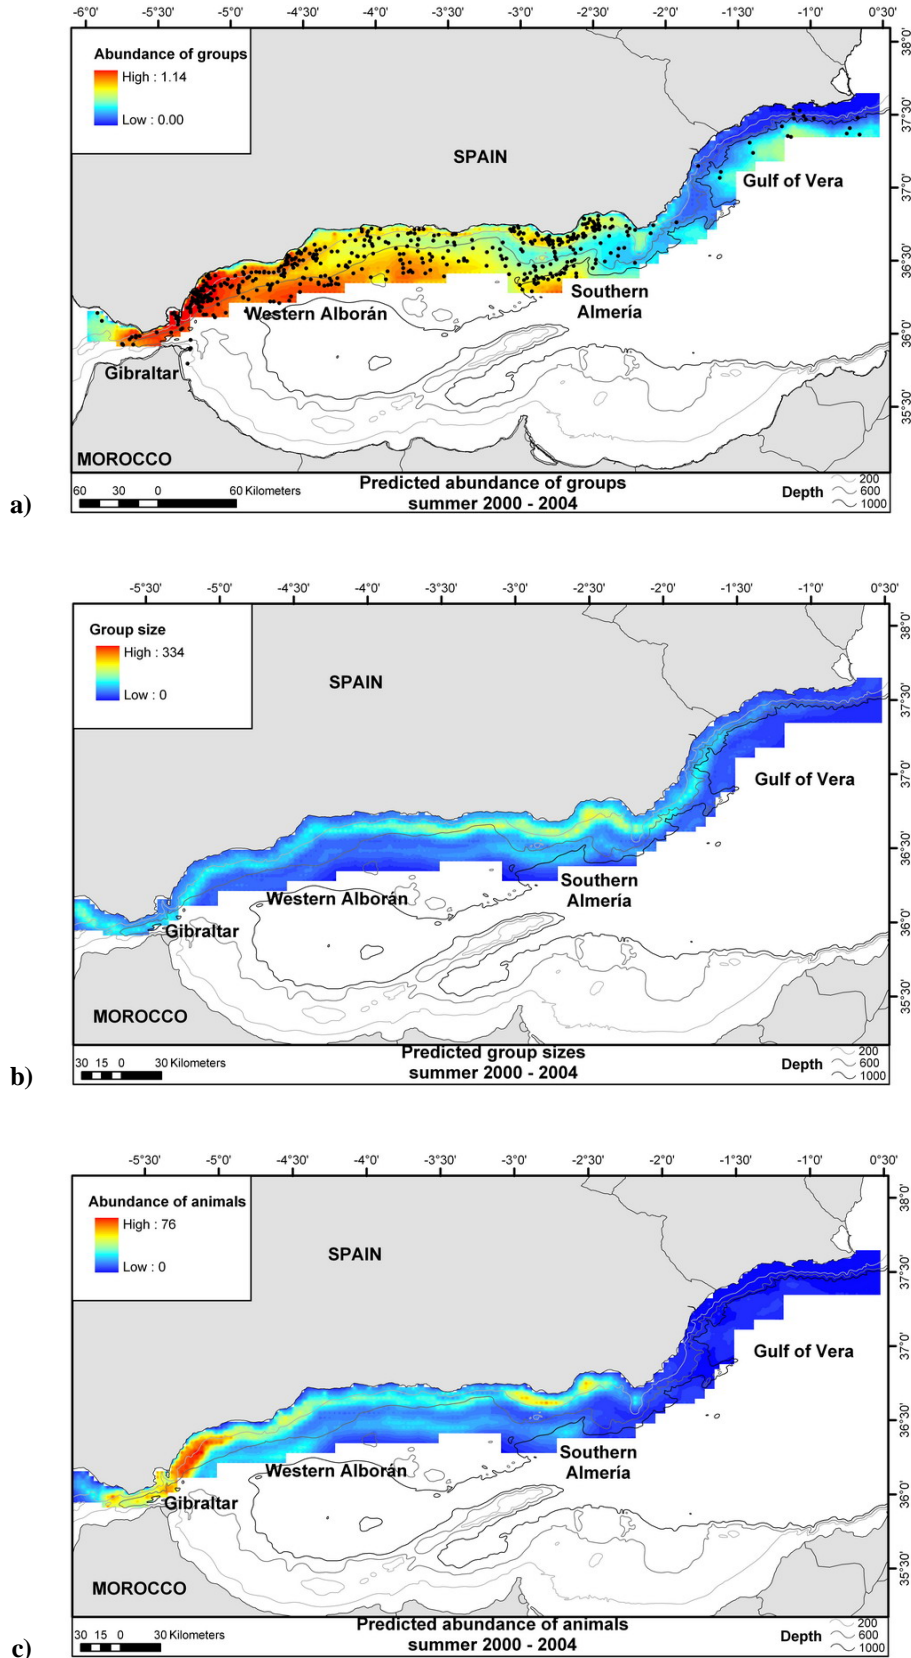 -6°0' -5°30' -5°0' -4°30' -4°0' -3°30' -3°0' -2°30' -2°0' -1°30' -1°0' 0°30'
Abundance of groups
High : 1.14
Low : 0.00
SPAIN
Gulf of Vera
Southern
Almería
Western Alborán
Gibraltar
MOROCCO
38°0'
37°30'
37°0'
36°30'
36°0'
35°30'
a)
60 30 0 60 Kilometers
Predicted abundance of groups
summer 2000 - 2004
Depth
200
600
1000
-5°30' -5°0' -4°30' -4°0' -3°30' -3°0' -2°30' -2°0' -1°30' -1°0' 0°30'
Group size
High : 334
Low : 0
SPAIN
Gulf of Vera
Southern
Almería
Western Alborán
Gibraltar
MOROCCO
38°0'
37°30'
37°0'
36°30'
36°0'
35°30'
b)
30 15 0 30 Kilometers
Predicted group sizes
summer 2000 - 2004
Depth
200
600
1000
-5°30' -5°0' -4°30' -4°0' -3°30' -3°0' -2°30' -2°0' -1°30' -1°0' 0°30'
Abundance of animals
High : 76
Low : 0
SPAIN
Gulf of Vera
Southern
Almería
Western Alborán
Gibraltar
MOROCCO
38°0'
37°30'
37°0'
36°30'
36°0'
35°30'
c)
30 15 0 30 Kilometers
Predicted abundance of animals
summer 2000 - 2004
Depth
200
600
1000